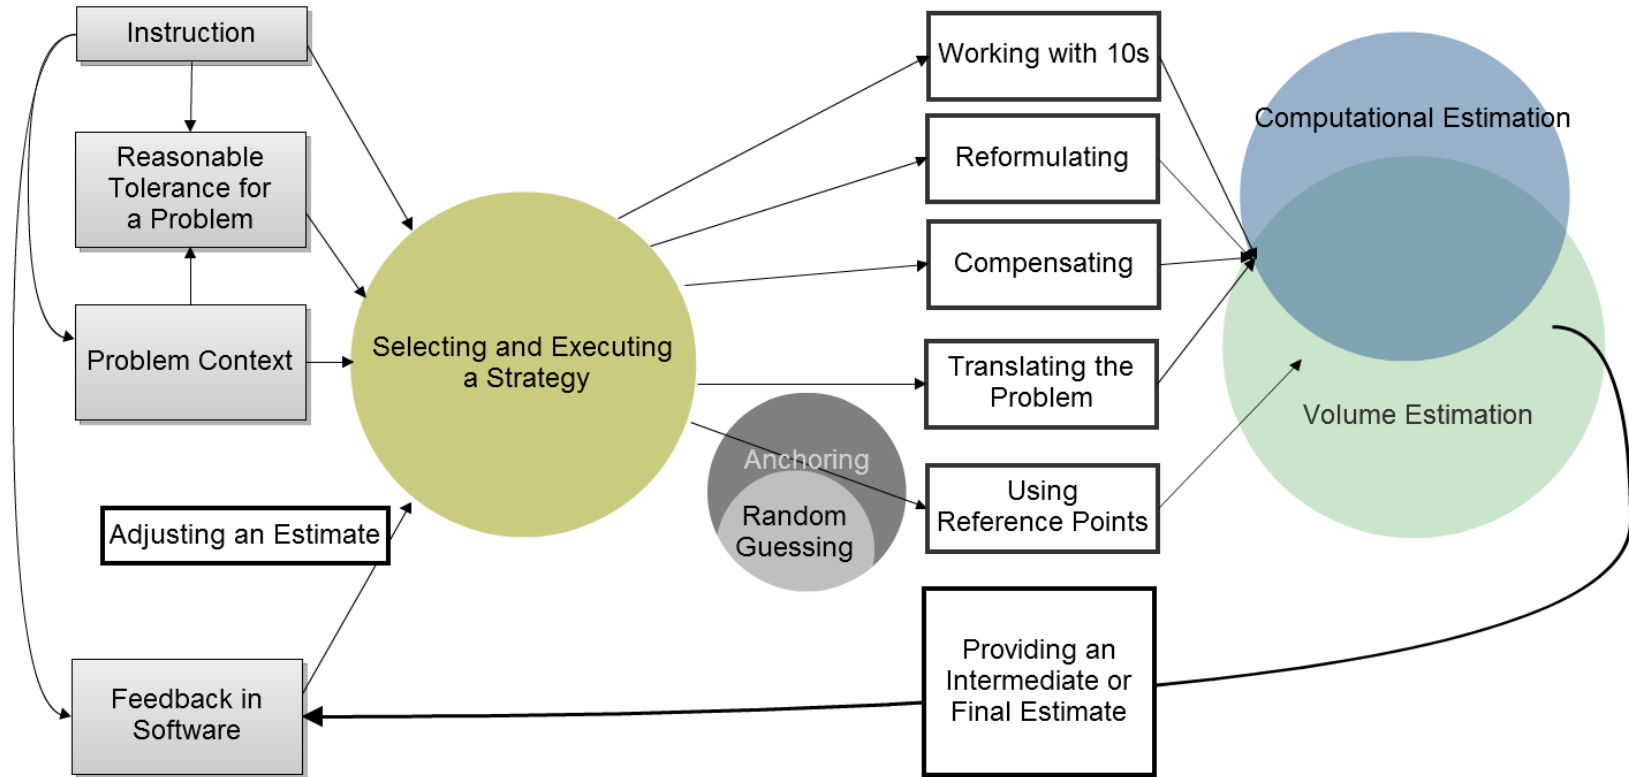 Instruction
Reasonable
Tolerance for
a Problem
Problem Context
Selecting and Executing
a Strategy
Adjusting an Estimate
Feedback in
Software
Anchoring
Random
Guessing
Working with 10s
Reformulating
Compensating
Translating the
Problem
Using
Reference Points
Providing an
Intermediate or
Final Estimate
Computational Estimation
Volume Estimation